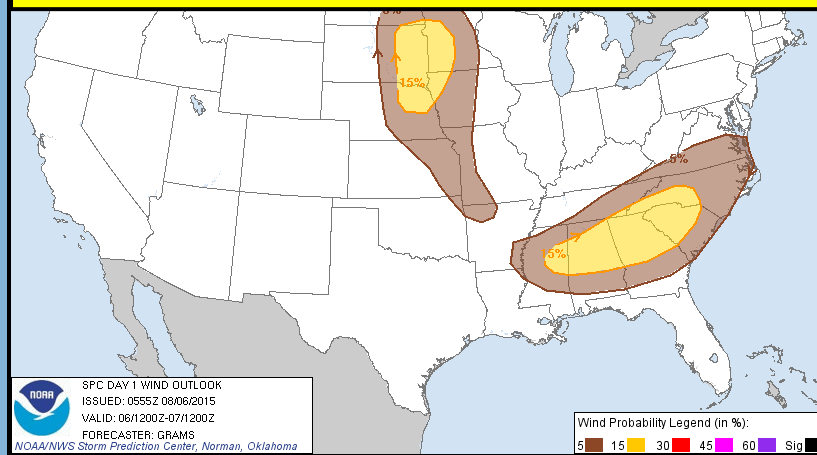 5%
15%
5%
15%
NOAA
SPC DAY 1 WIND OUTLOOK
ISSUED: 0555Z 08/06/2015
VALID: 06/1200Z-07/1200Z
FORECASTER: GRAMS
NOAA/NWS Storm Prediction Center, Norman, Oklahoma
Wind Probability Legend (in %):
5 15 30 45 60 Sig